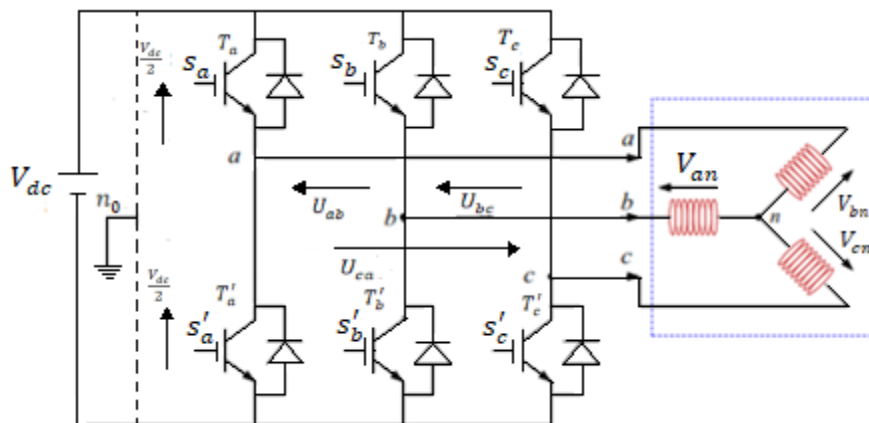 T_a
T_b
T_c
V_dc/2
S_a
S_b
S_c
a
a
V_an
V_dc
n_0
U_ab
b
U_bc
b
n
V_bn
V_cn
U_ca
c
c
V_dc/2
T'_a
T'_b
T'_c
S'_a
S'_b
S'_c